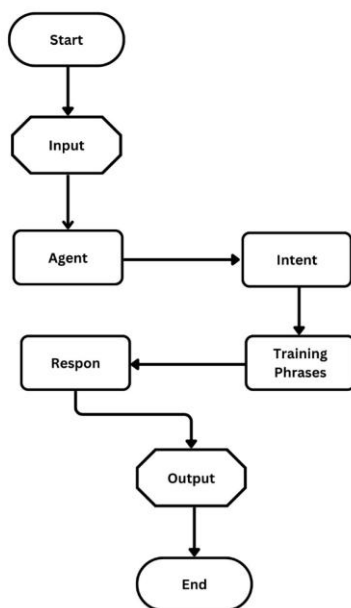 Start
Input
Agent
Intent
Training
Phrases
Respon
Output
End